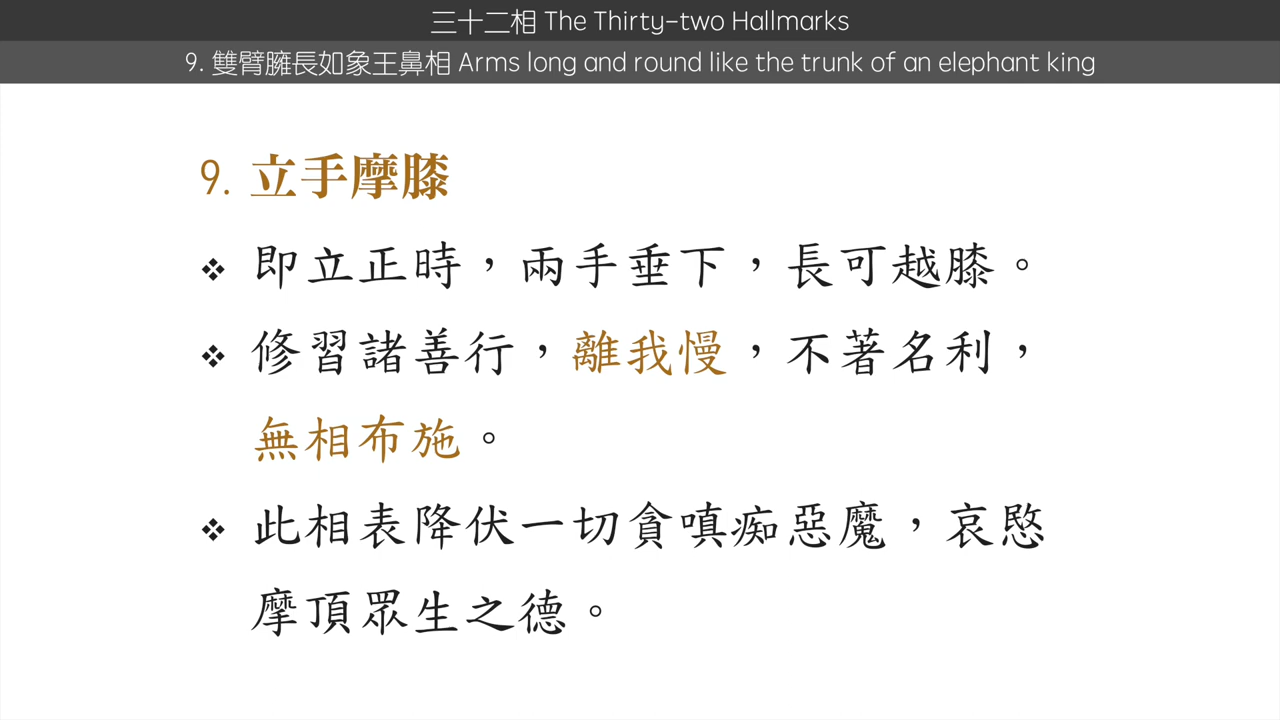 三十二相 The Thirty-two Hallmarks
9. 雙臂𦟛長如象王鼻相 Arms long and round like the trunk of an elephant king
9. 立手摩膝
❖ 即立正時，兩手垂下，長可越膝。
❖ 修習諸善行，離我慢，不著名利，
無相布施。
❖ 此相表降伏一切貪嗔痴惡魔，哀愍
摩頂眾生之德。